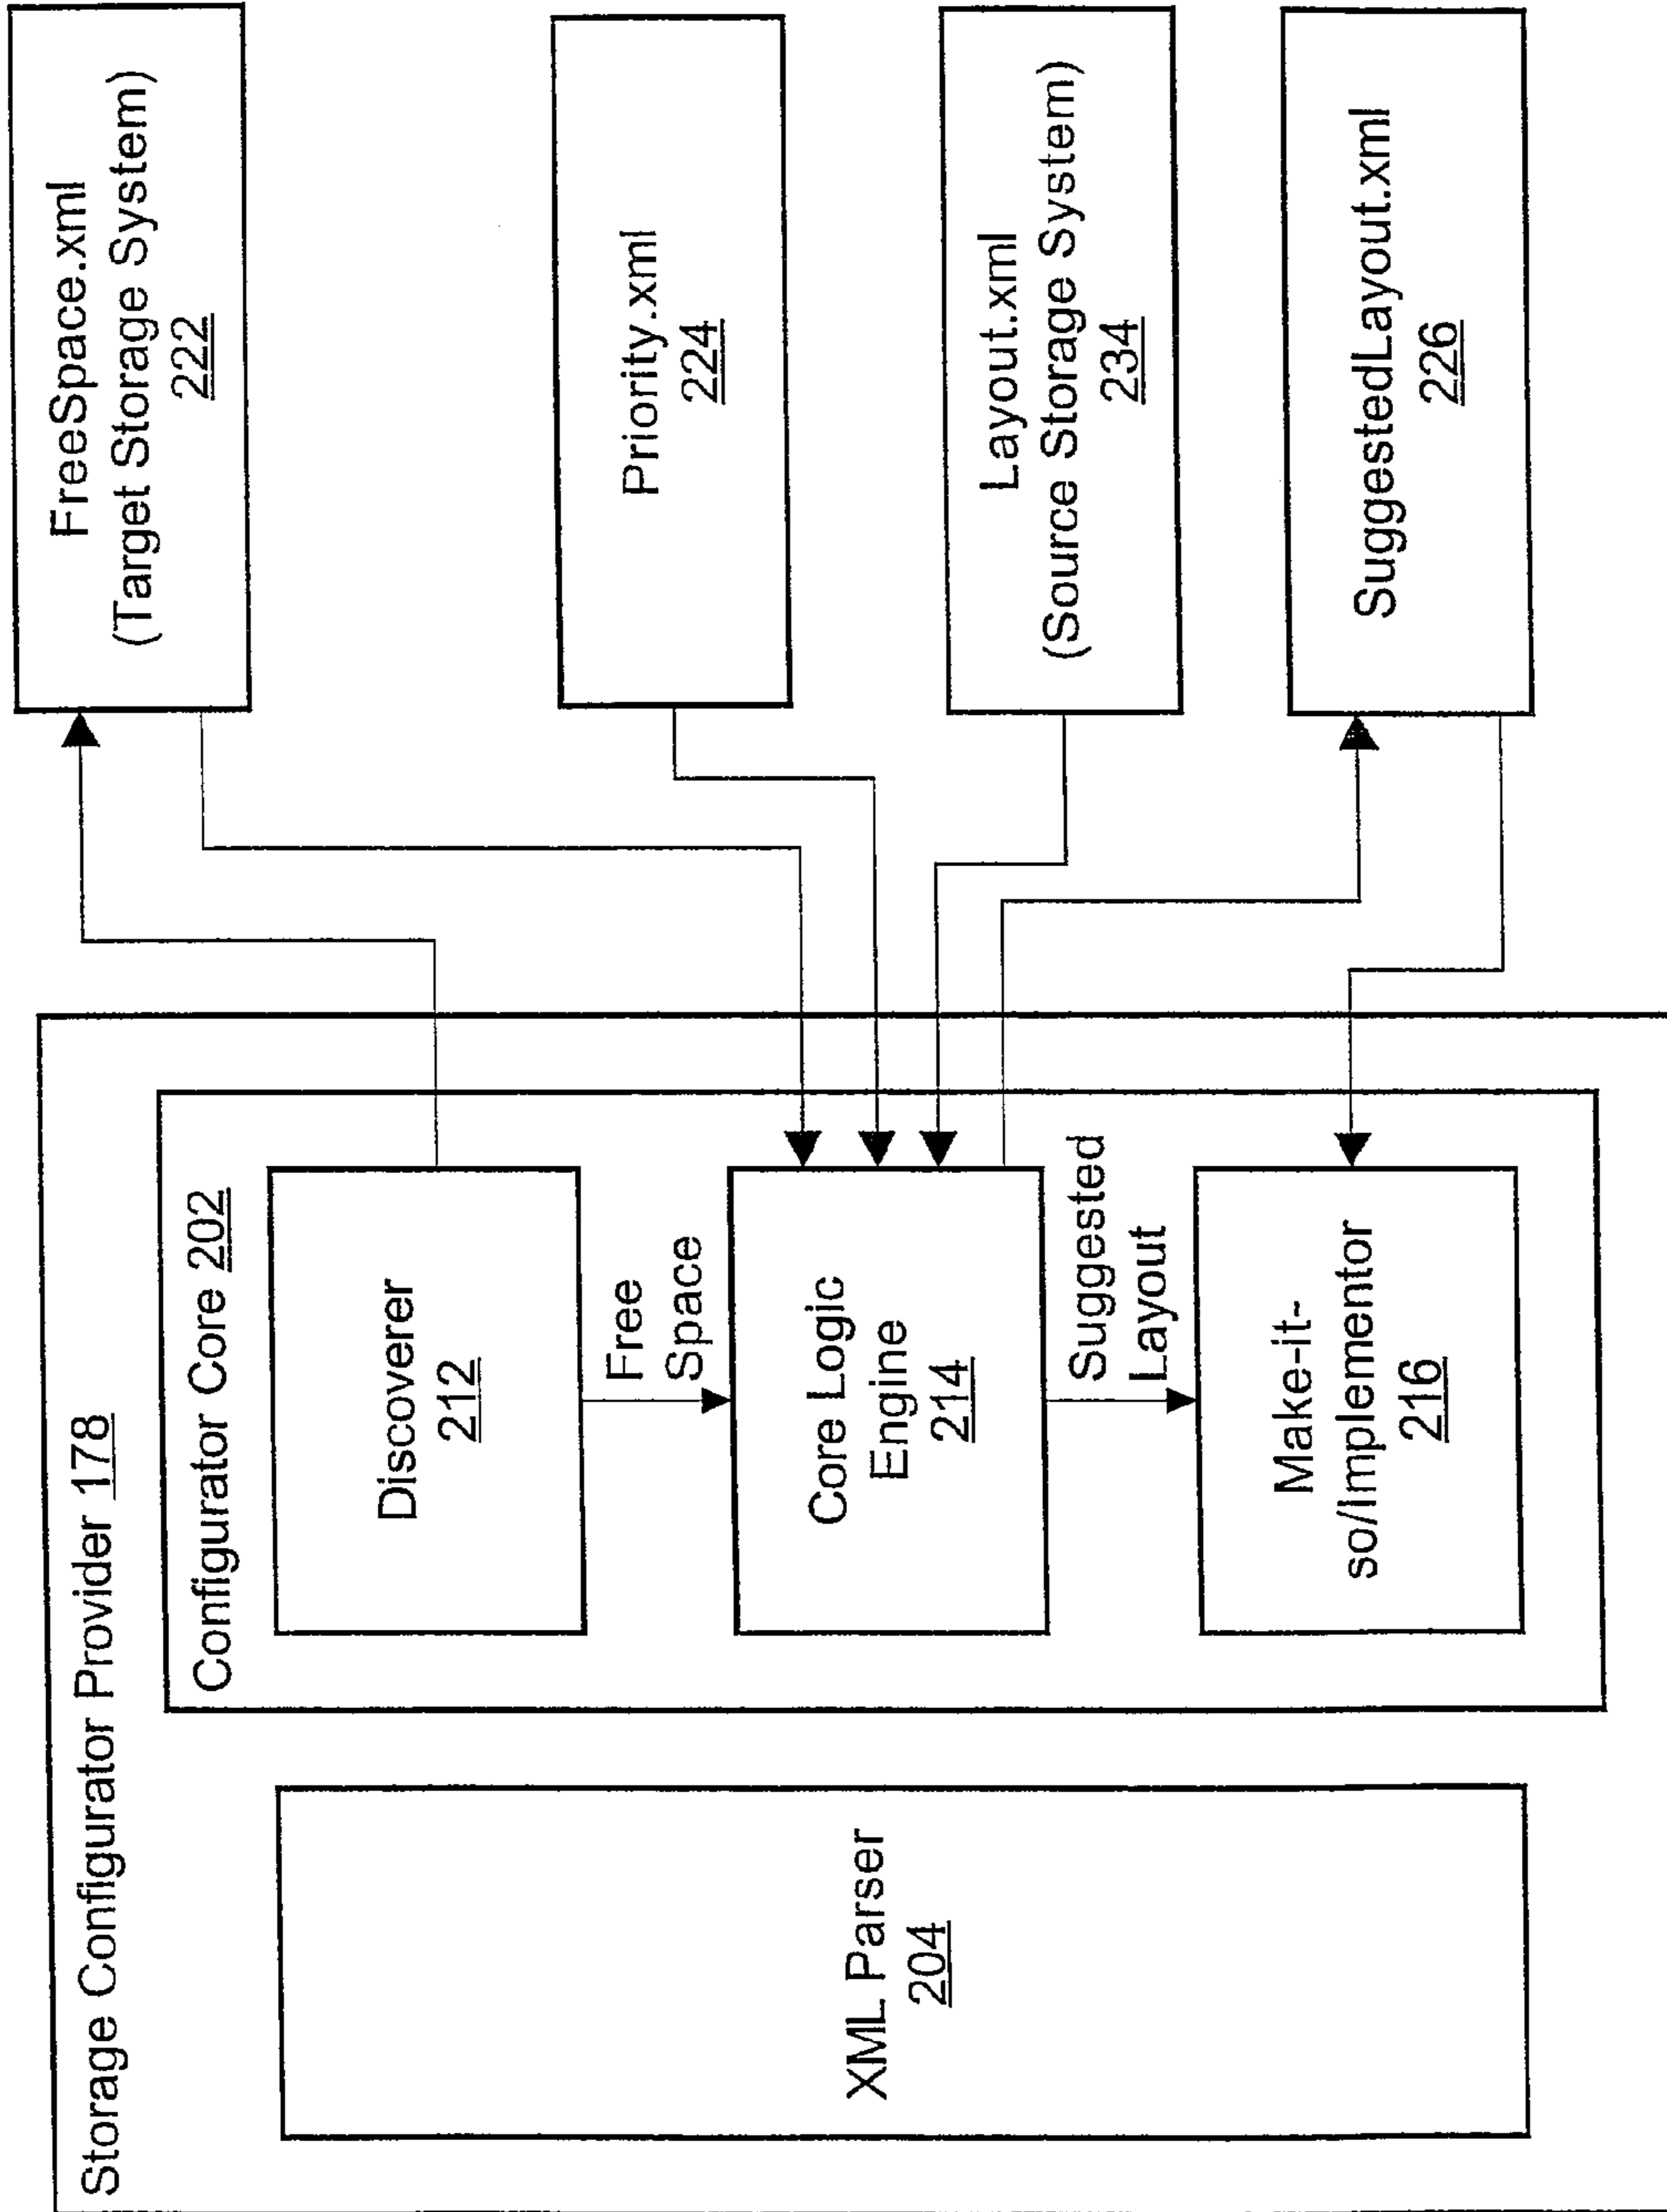 Storage Configurator Provider 178
XML Parser
204
Configurator Core 202
Discoverer
212
Free
Space
Core Logic
Engine
214
Suggested
Layout
Make-it-
so/Implementor
216
FreeSpace.xml
(Target Storage System)
222
Priority.xml
224
Layout.xml
(Source Storage System)
234
SuggestedLayout.xml
226